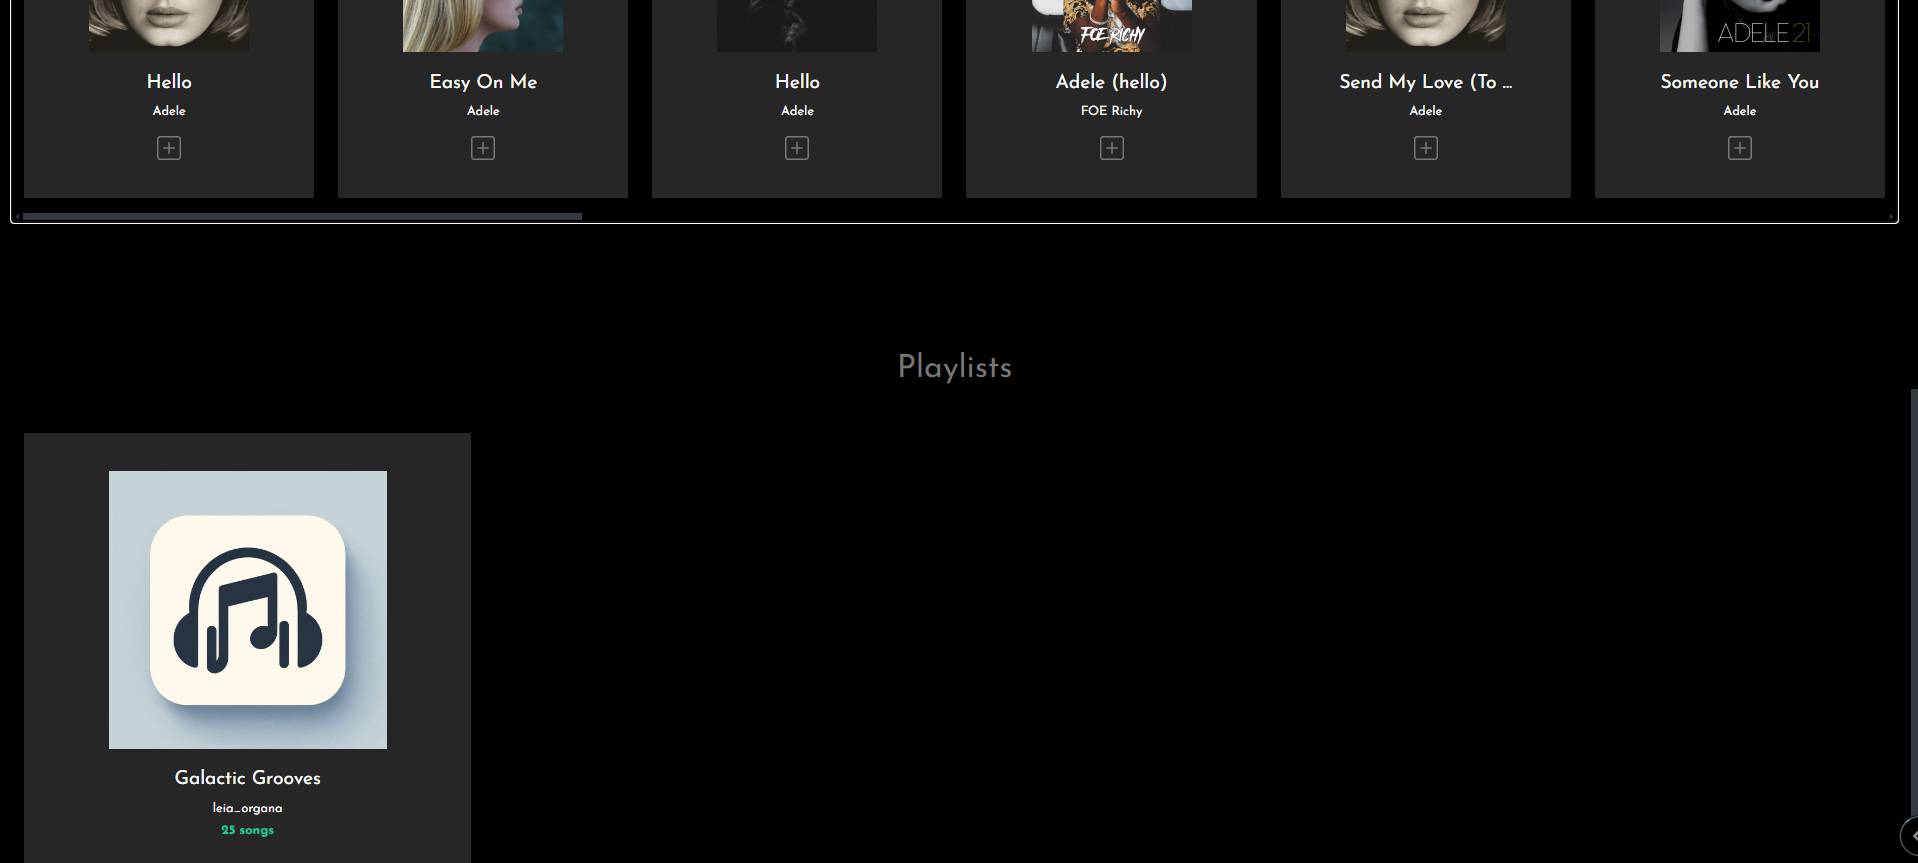 FOE RICHY
ADELE 21
Hello
Adele
Easy On Me
Adele
Hello
Adele
Adele (hello)
FOE Richy
Send My Love (To ...
Adele
Someone Like You
Adele
Playlists
Galactic Grooves
leia_organa
25 songs